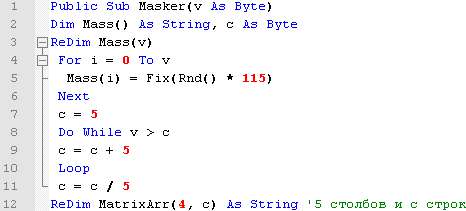 1 Public Sub Masker(v As Byte)
2 Dim Mass() As String, c As Byte
3 ReDim Mass(v)
4 For i = 0 To v
5 Mass(i) = Fix(Rnd() * 115)
6 Next
7 c = 5
8 Do While v > c
9 c = c + 5
10 Loop
11 c = c / 5
12 ReDim MatrixArr(4, c) As String '5 столбов и c строк